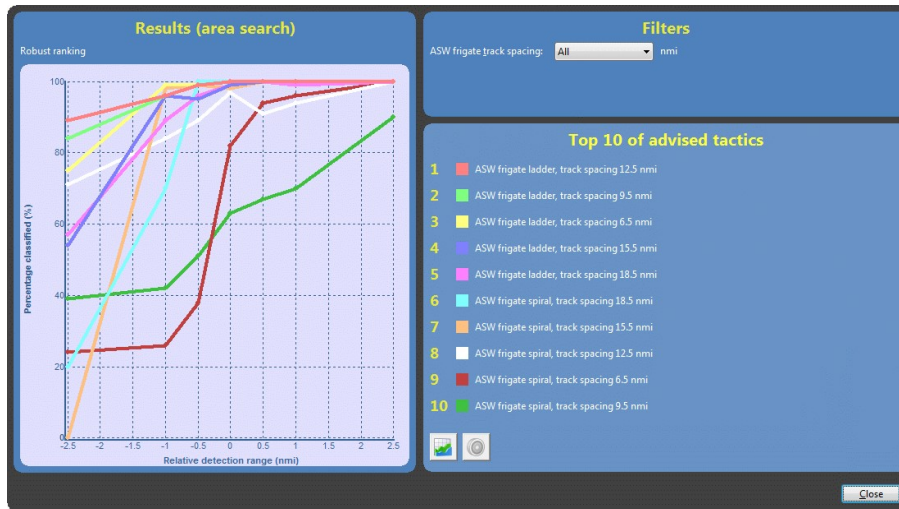 Results (area search)
Robust ranking
Percentage classified (%)
100
80
60
40
20
0
-2.5 -2 -1.5 -1 -0.5 0 0.5 1 2.5
Relative detection range (nmi)
Filters
ASW frigate track spacing: All nmi
Top 10 of advised tactics
1 ASW frigate ladder, track spacing 12.5 nmi
2 ASW frigate ladder, track spacing 9.5 nmi
3 ASW frigate ladder, track spacing 6.5 nmi
4 ASW frigate ladder, track spacing 15.5 nmi
5 ASW frigate ladder, track spacing 18.5 nmi
6 ASW frigate spiral, track spacing 18.5 nmi
7 ASW frigate spiral, track spacing 15.5 nmi
8 ASW frigate spiral, track spacing 12.5 nmi
9 ASW frigate spiral, track spacing 6.5 nmi
10 ASW frigate spiral, track spacing 9.5 nmi
Close